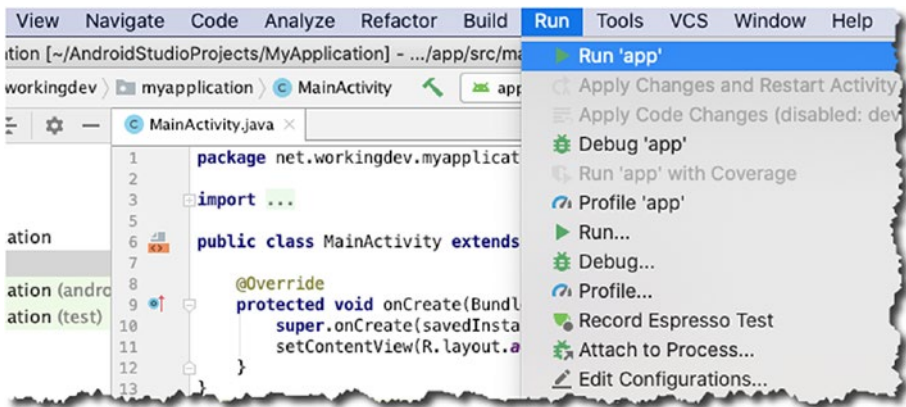 View Navigate Code Analyze Refactor Build Run Tools VCS Window Help
[~/AndroidStudioProjects/MyApplication] - .../app/src/
workingdev myapplication MainActivity app
MainActivity.java
1 package net.workingdev.myapplicat
2
3 import ...
5
6 public class MainActivity extends
7
8 @Override
9 protected void onCreate(Bundl
10 super.onCreate(savedInsta
11 setContentView(R.layout.a
12 }
13 }
ation
ation (andro
ation (test)
Run 'app'
Apply Changes and Restart Activity
Apply Code Changes (disabled: dev
Debug 'app'
Run 'app' with Coverage
Profile 'app'
Run...
Debug...
Profile...
Record Espresso Test
Attach to Process...
Edit Configurations...